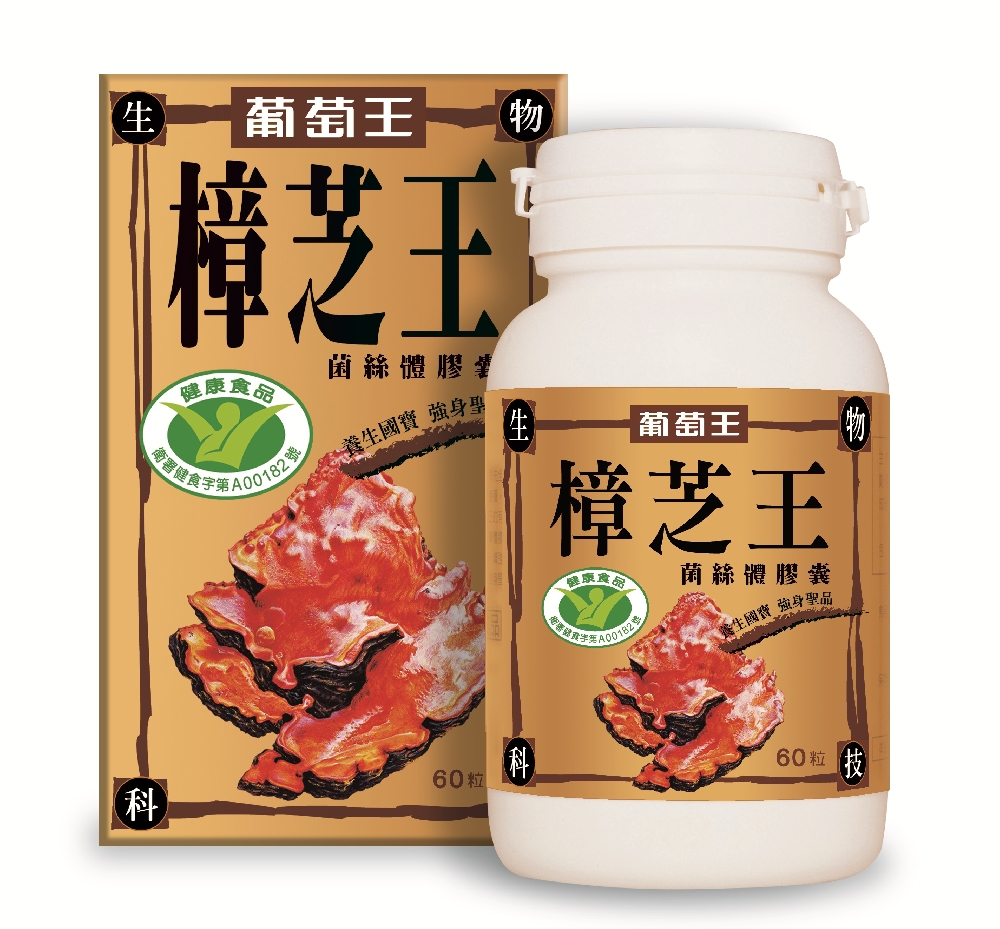 生 葡萄王 物
樟芝王
菌絲體膠囊
健康食品
衛署健食字第A00182號
養生國寶 強身聖
60粒
科
生 葡萄王 物
樟芝王
菌絲體膠囊
健康食品
衛署健食字第A00182號
養生國寶 強身聖品
60粒
科 技